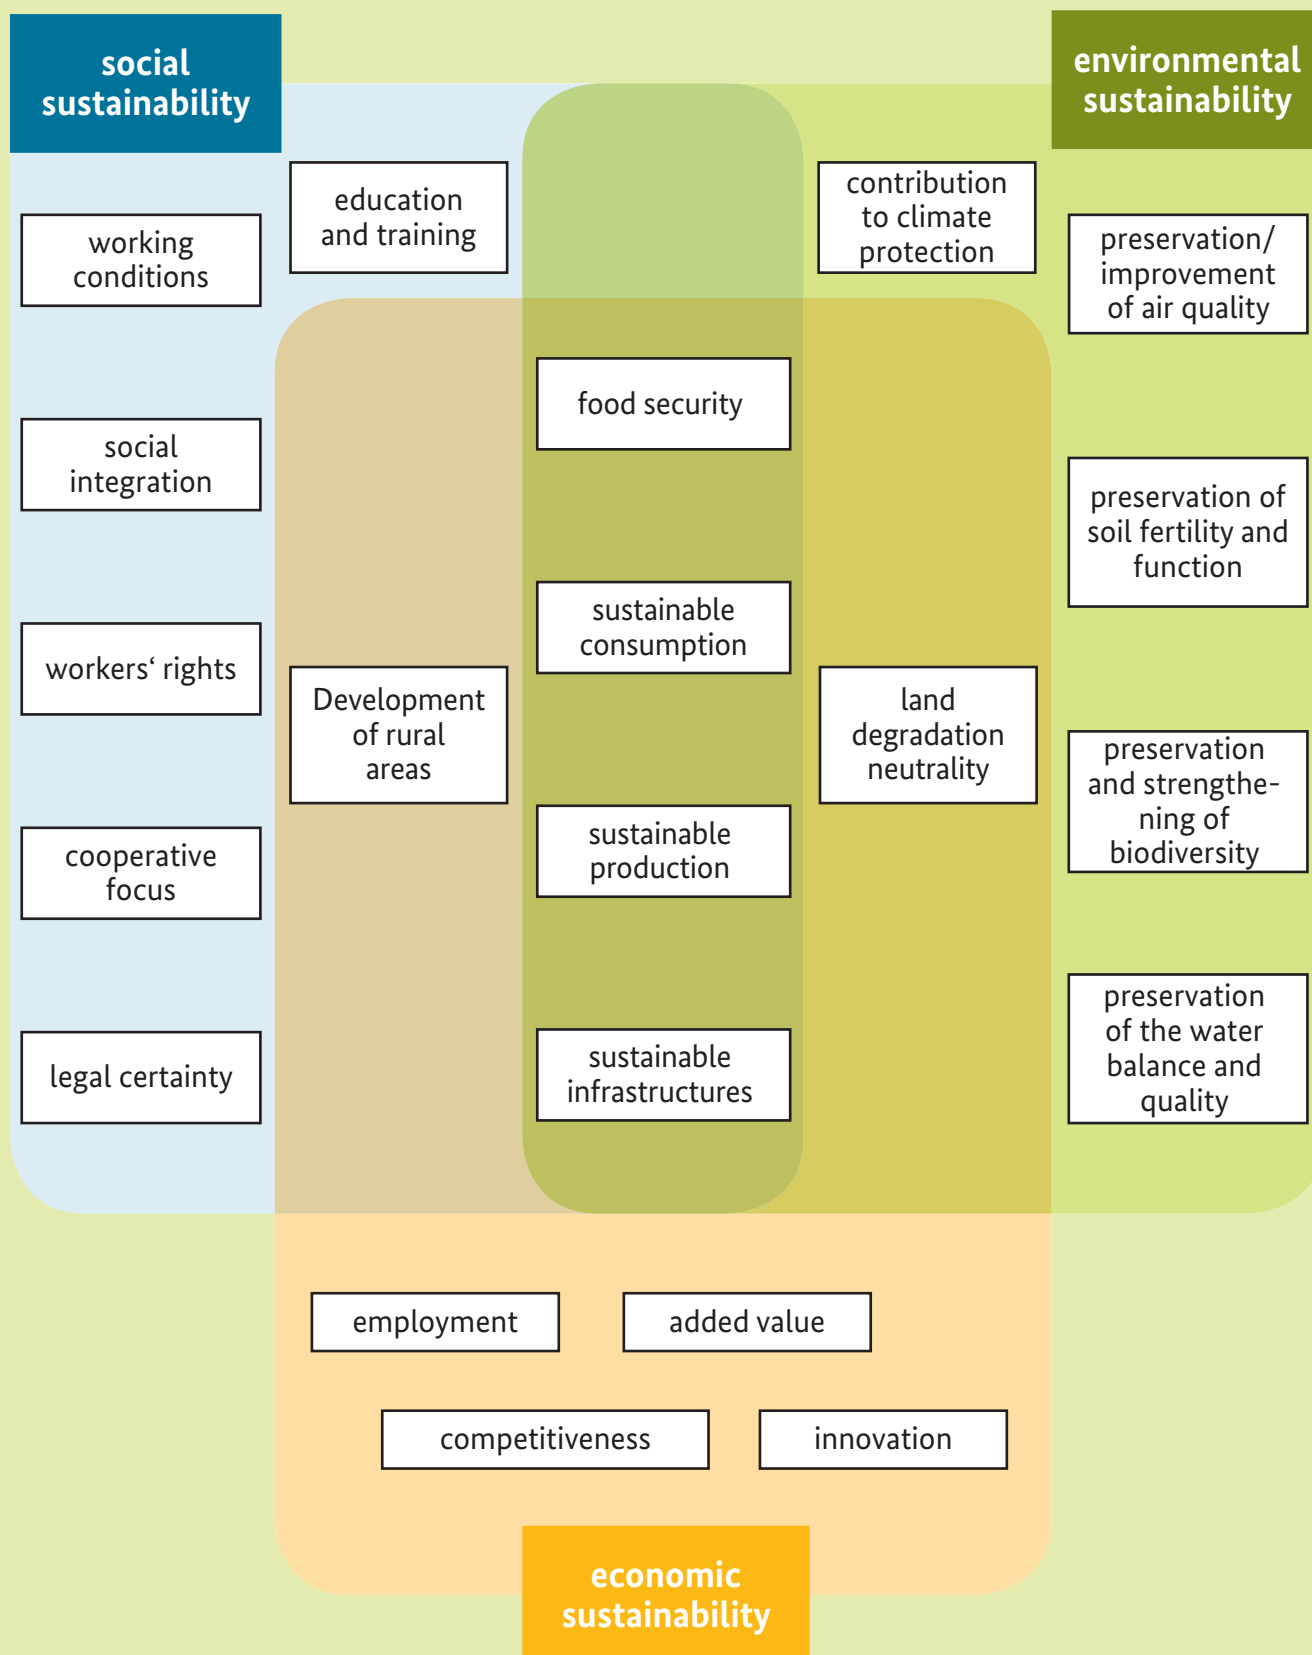 social
sustainability
environmental
sustainability
education
and training
contribution
to climate
protection
working
conditions
preservation/
improvement
of air quality
food security
social
integration
preservation of
soil fertility and
function
sustainable
consumption
workers‘ rights
Development
of rural
areas
land
degradation
neutrality
preservation
and strengthe-
ning of
biodiversity
sustainable
production
cooperative
focus
preservation
of the water
balance and
quality
legal certainty
sustainable
infrastructures
employment
added value
competitiveness
innovation
economic
sustainability